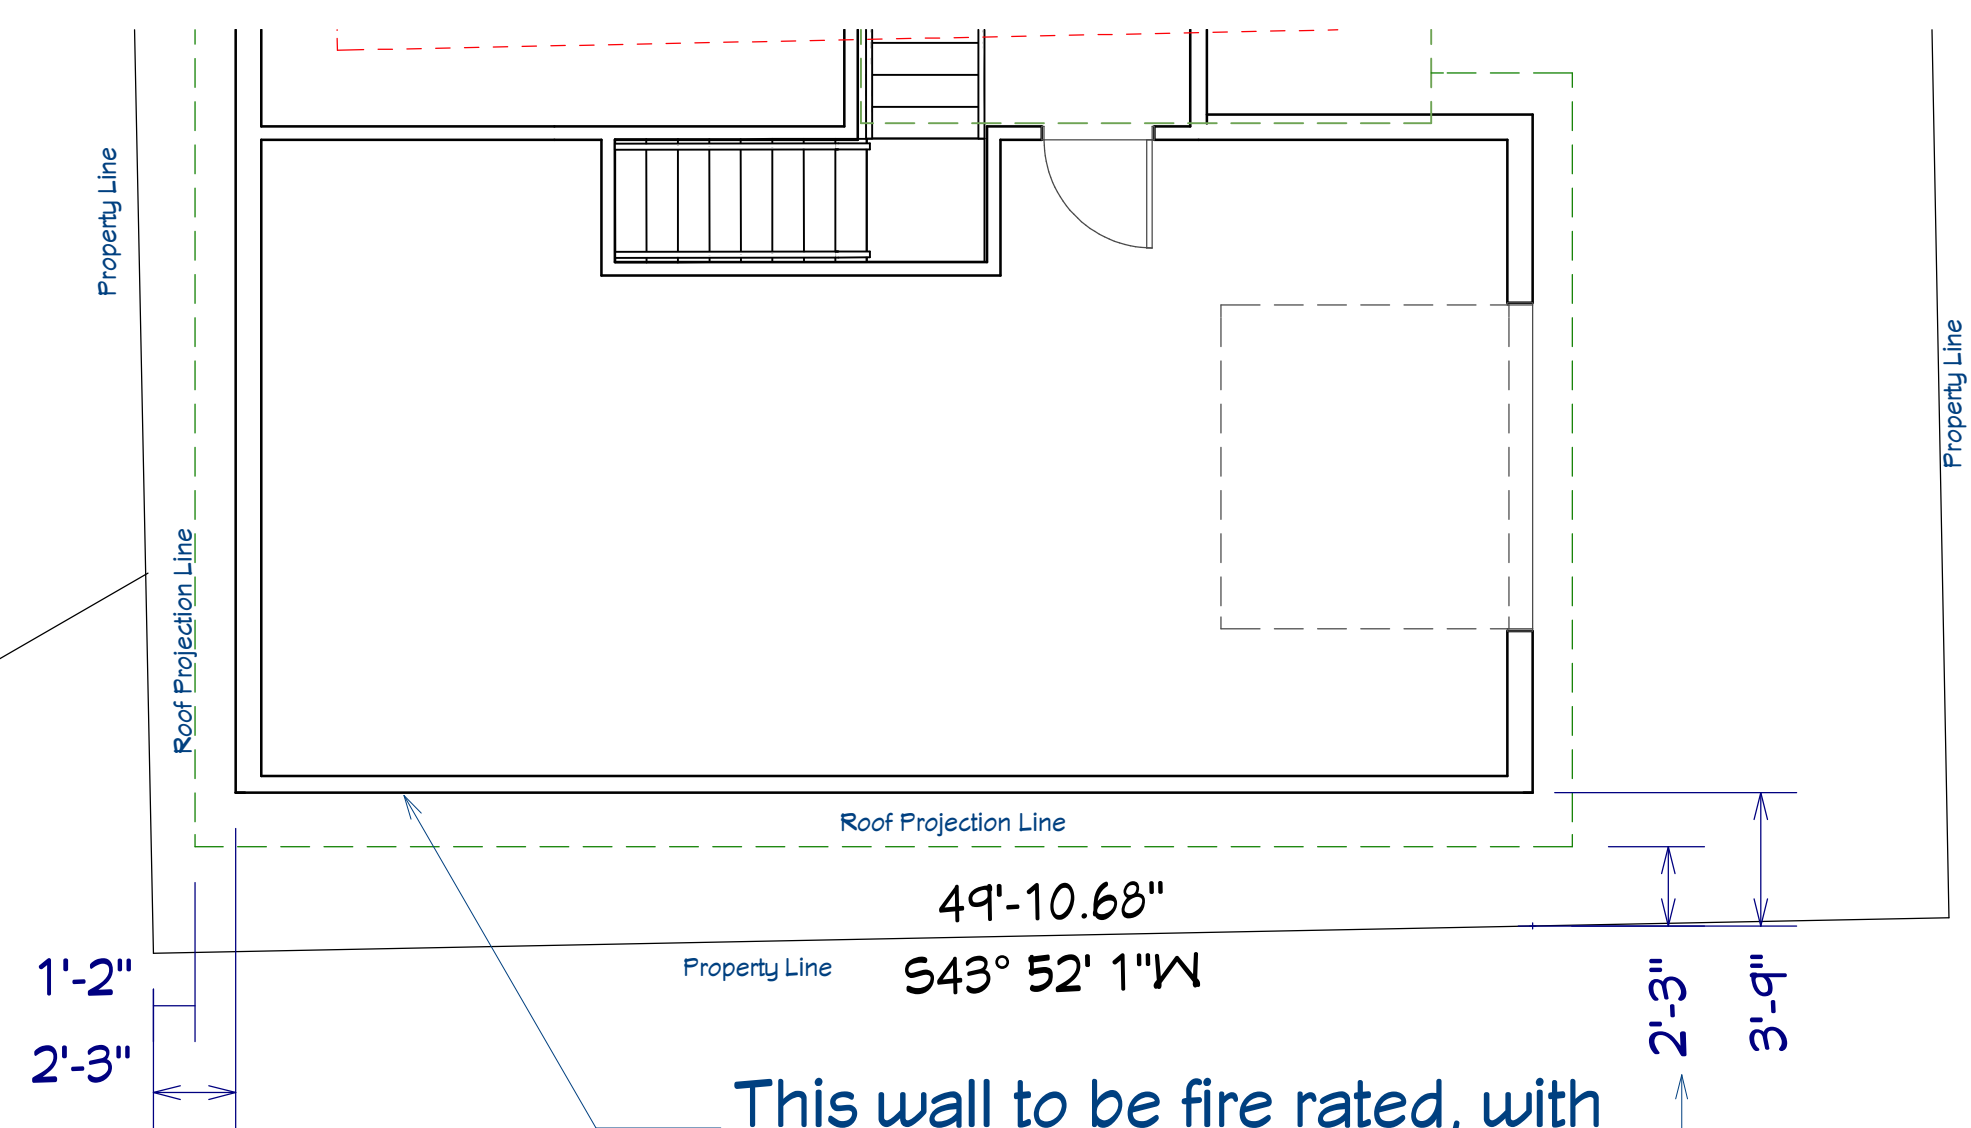 Property Line
Property Line
Roof Projection Line
Roof Projection Line
49'-10.68"
Property Line
S43° 52' 1"W
1'-2"
2'-3"
2'-3"
3'-9"
This wall to be fire rated, with